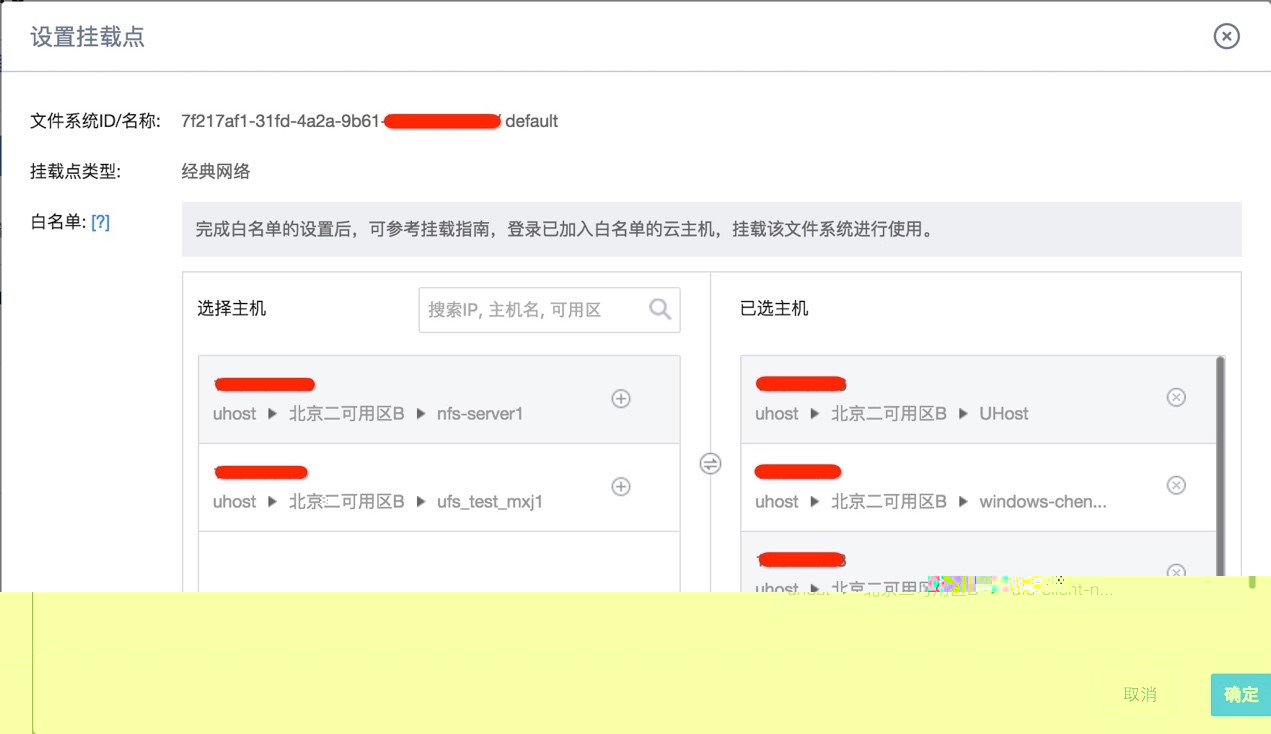 设置挂载点
文件系统ID/名称: 7f217af1-31fd-4a2a-9b61- default
挂载点类型: 经典网络
白名单: [?]
完成白名单的设置后，可参考挂载指南，登录已加入白名单的云主机，挂载该文件系统进行使用。
选择主机
搜索IP, 主机名, 可用区
uhost ▶ 北京二可用区B ▶ nfs-server1
uhost ▶ 北京二可用区B ▶ ufs_test_mxj1
已选主机
uhost ▶ 北京二可用区B ▶ UHost
uhost ▶ 北京二可用区B ▶ windows-chen...
uhost ▶ 北京二可用区B
取消
确定